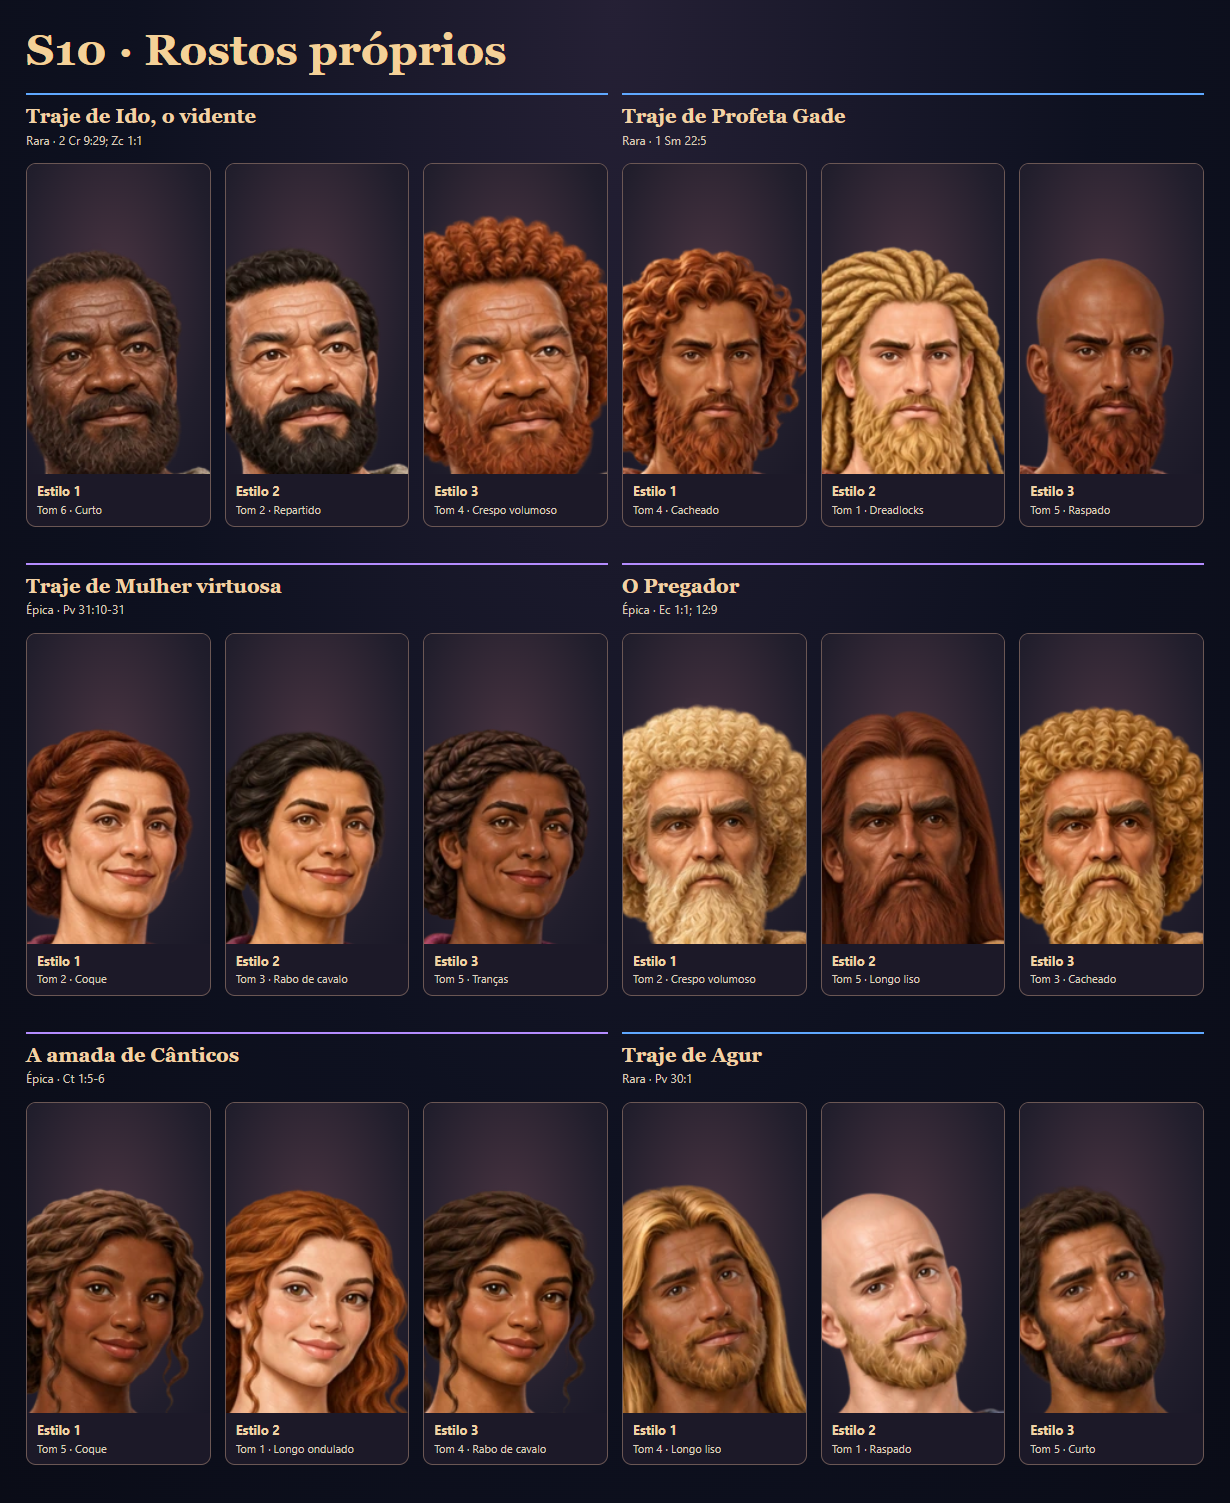 S10 · Rostos próprios
Traje de Ido, o vidente
Rara · 2 Cr 9:29; Zc 1:1
Estilo 1
Tom 6 · Curto
Estilo 2
Tom 2 · Repartido
Estilo 3
Tom 4 · Crespo volumoso
Traje de Profeta Gade
Rara · 1 Sm 22:5
Estilo 1
Tom 4 · Cacheado
Estilo 2
Tom 1 · Dreadlocks
Estilo 3
Tom 5 · Raspado
Traje de Mulher virtuosa
Épica · Pv 31:10-31
Estilo 1
Tom 2 · Coque
Estilo 2
Tom 3 · Rabo de cavalo
Estilo 3
Tom 5 · Tranças
O Pregador
Épica · Ec 1:1; 12:9
Estilo 1
Tom 2 · Crespo volumoso
Estilo 2
Tom 5 · Longo liso
Estilo 3
Tom 3 · Cacheado
A amada de Cânticos
Épica · Ct 1:5-6
Estilo 1
Tom 5 · Coque
Estilo 2
Tom 1 · Longo ondulado
Estilo 3
Tom 4 · Rabo de cavalo
Traje de Agur
Rara · Pv 30:1
Estilo 1
Tom 4 · Longo liso
Estilo 2
Tom 1 · Raspado
Estilo 3
Tom 5 · Curto